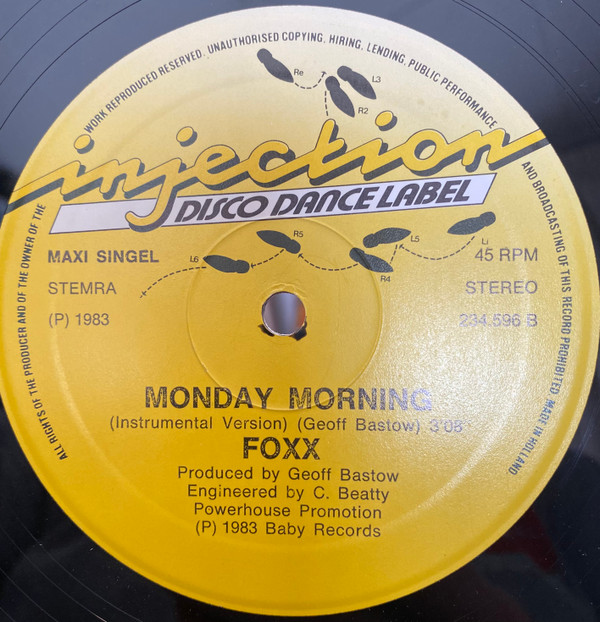 WORK REPRODUCED RESERVED. UNAUTHORISED COPYING, HIRING, LENDING, PUBLIC PERFORMANCE
AND BROADCASTING OF THIS RECORD PROHIBITED. MADE IN HOLLAND
ALL RIGHTS OF THE PRODUCER AND OF THE OWNER OF THE
Re
L3
R2
injection
DISCO DANCE LABEL
MAXI SINGEL
L6
R5
R4
L5
Li
45 RPM
STEMRA
STEREO
(P) 1983
234.596 B
MONDAY MORNING
(Instrumental Version) (Geoff Bastow) 3'08
FOXX
Produced by Geoff Bastow
Engineered by C. Beatty
Powerhouse Promotion
(P) 1983 Baby Records